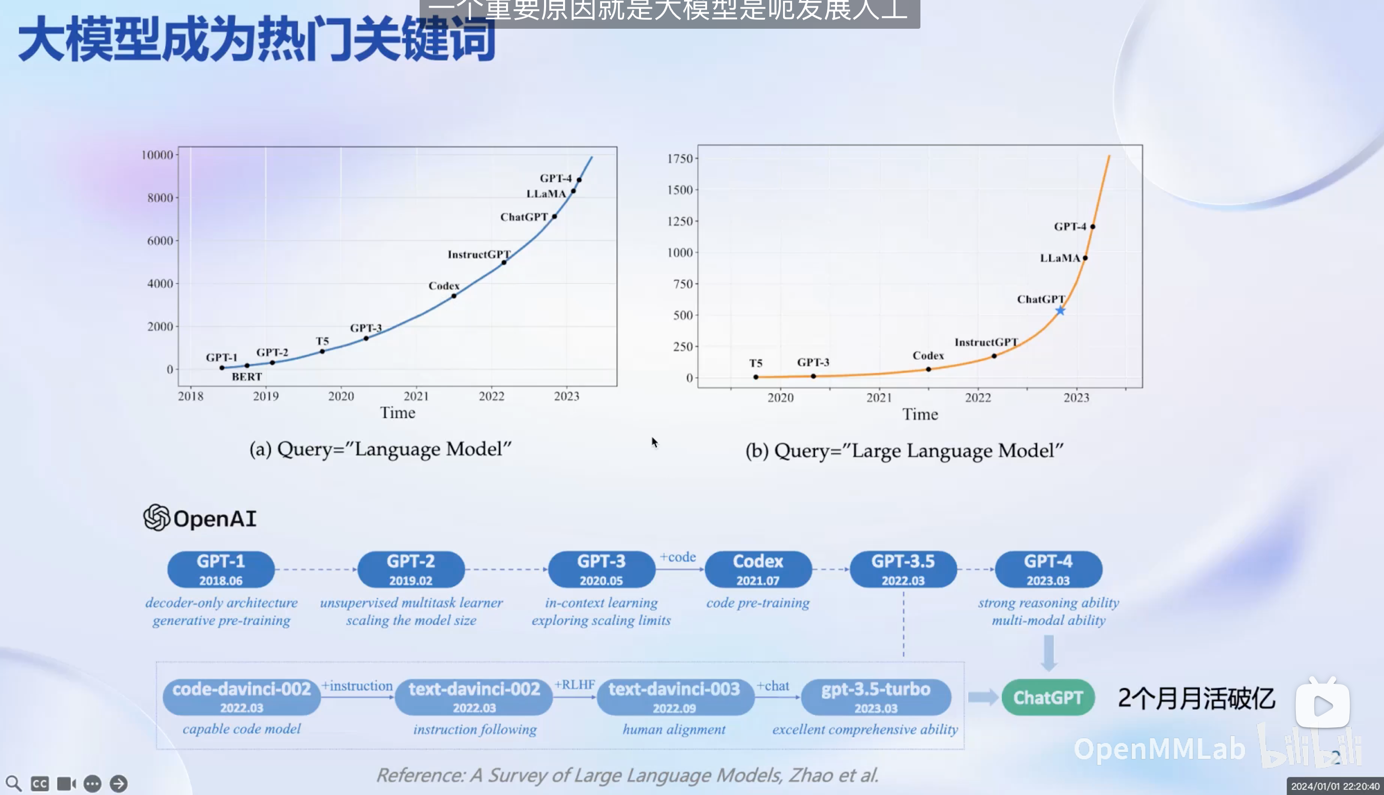 一个重要原因就是大模型是呃发展人工
大模型成为热门关键词
10000
8000
6000
4000
2000
0
GPT-4
LLaMA
ChatGPT
InstructGPT
Codex
GPT-3
T5
GPT-2
GPT-1
BERT
2018 2019 2020 2021 2022 2023
Time
(a) Query="Language Model"
1750
1500
1250
1000
750
500
250
0
GPT-4
LLaMA
ChatGPT
InstructGPT
Codex
GPT-3
T5
2020 2021 2022 2023
Time
(b) Query="Large Language Model"
OpenAI
GPT-1
2018.06
decoder-only architecture
generative pre-training
GPT-2
2019.02
unsupervised multitask learner
scaling the model size
GPT-3
2020.05
in-context learning
exploring scaling limits
+code
Codex
2021.07
code pre-training
GPT-3.5
2022.03
GPT-4
2023.03
strong reasoning ability
multi-modal ability
code-davinci-002
2022.03
capable code model
+instruction
text-davinci-002
2022.03
instruction following
+RLHF
text-davinci-003
2022.09
human alignment
+chat
gpt-3.5-turbo
2023.03
excellent comprehensive ability
ChatGPT
2个月月活破亿
OpenMMLab bilibili
2
Reference: A Survey of Large Language Models, Zhao et al.
CC
2024/01/01 22:20:40